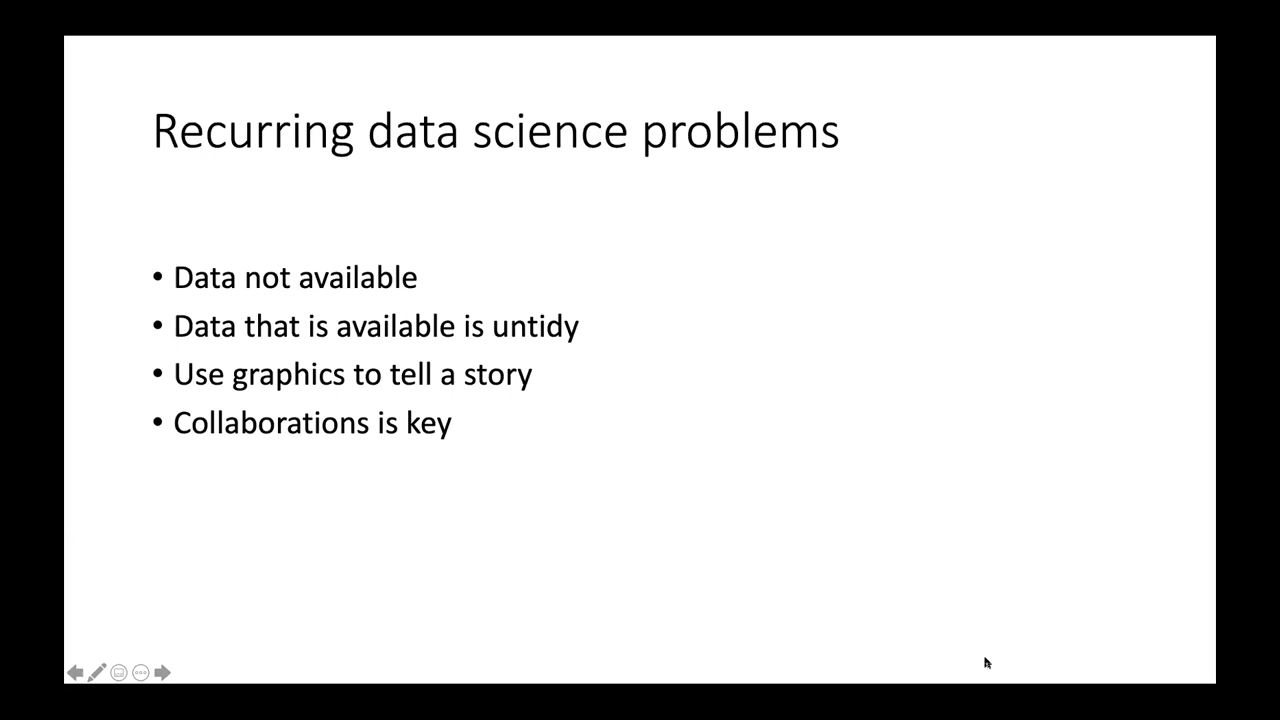 Recurring data science problems
• Data not available
• Data that is available is untidy
• Use graphics to tell a story
• Collaborations is key